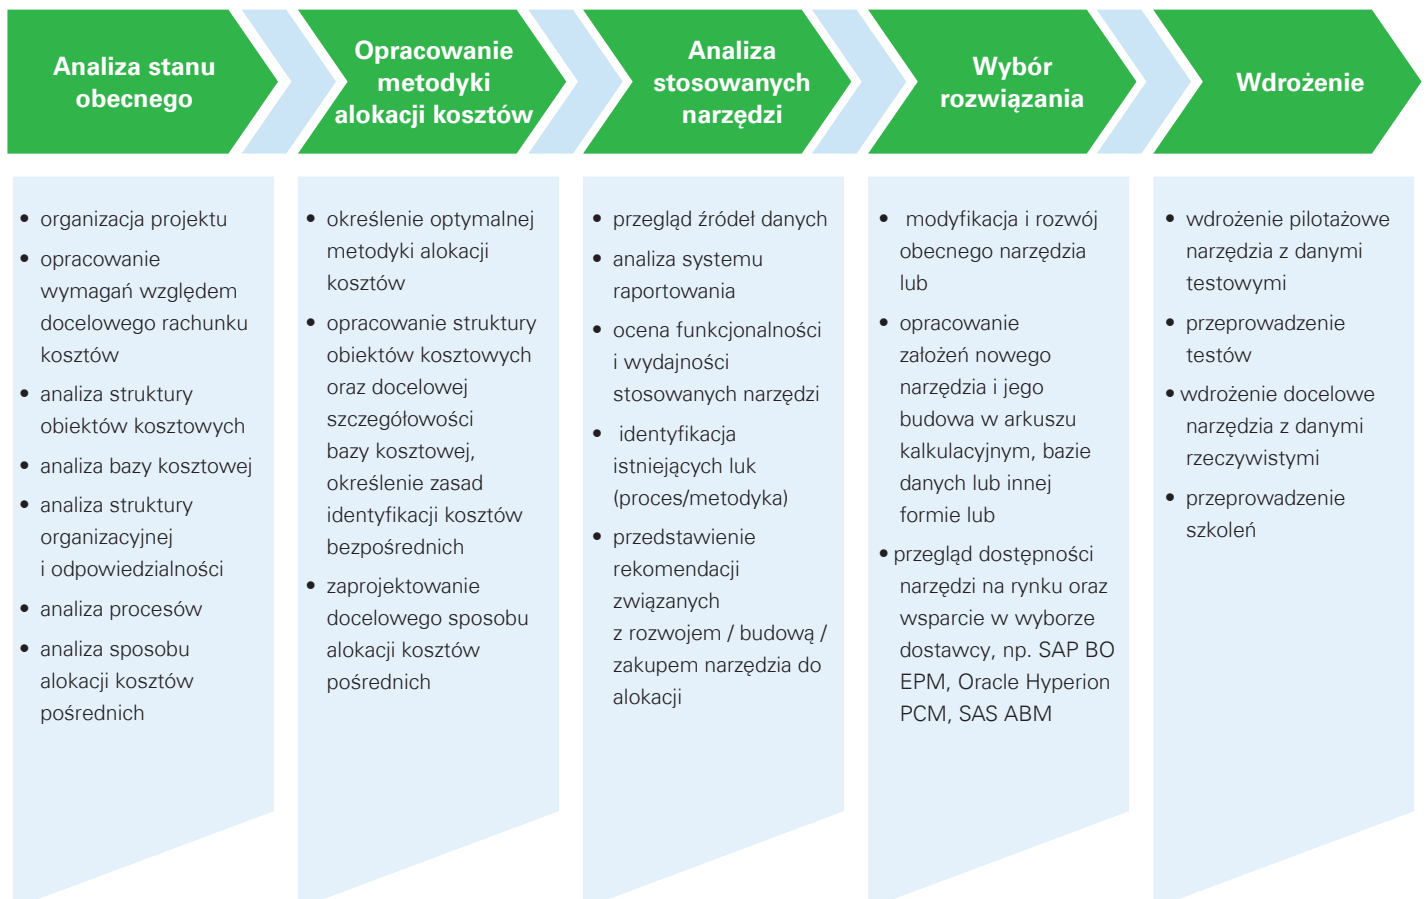 Analiza stanu
obecnego
Opracowanie
metodyki
alokacji kosztów
Analiza
stosowanych
narzędzi
Wybór
rozwiązania
Wdrożenie
• organizacja projektu
• opracowanie
wymagań względem
docelowego rachunku
kosztów
• analiza struktury
obiektów kosztowych
• analiza bazy kosztowej
• analiza struktury
organizacyjnej
i odpowiedzialności
• analiza procesów
• analiza sposobu
alokacji kosztów
pośrednich
• określenie optymalnej
metodyki alokacji
kosztów
• opracowanie struktury
obiektów kosztowych
oraz docelowej
szczegółowości
bazy kosztowej,
określenie zasad
identyfikacji kosztów
bezpośrednich
• zaprojektowanie
docelowego sposobu
alokacji kosztów
pośrednich
• przegląd źródeł danych
• analiza systemu
raportowania
• ocena funkcjonalności
i wydajności
stosowanych narzędzi
• identyfikacja
istniejących luk
(proces/metodyka)
• przedstawienie
rekomendacji
związanych
z rozwojem / budową /
zakupem narzędzia do
alokacji
• modyfikacja i rozwój
obecnego narzędzia
lub
• opracowanie
założeń nowego
narzędzia i jego
budowa w arkuszu
kalkulacyjnym, bazie
danych lub innej
formie lub
• przegląd dostępności
narzędzi na rynku oraz
wsparcie w wyborze
dostawcy, np. SAP BO
EPM, Oracle Hyperion
PCM, SAS ABM
• wdrożenie pilotażowe
narzędzia z danymi
testowymi
• przeprowadzenie
testów
• wdrożenie docelowe
narzędzia z danymi
rzeczywistymi
• przeprowadzenie
szkoleń